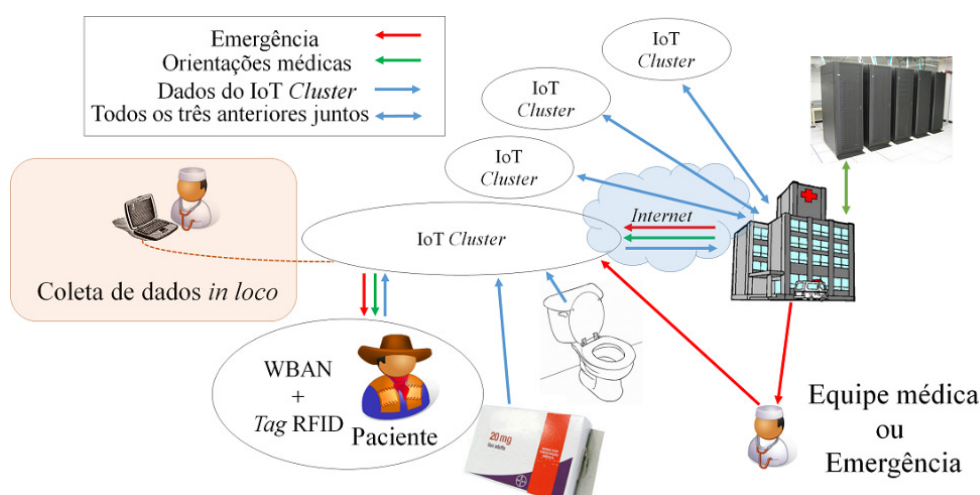 Emergência
Orientações médicas
Dados do IoT Cluster
Todos os três anteriores juntos
IoT
Cluster
IoT
Cluster
IoT
Cluster
Internet
IoT Cluster
Coleta de dados in loco
WBAN
+
Tag RFID
Paciente
20 mg
Equipe médica
ou
Emergência